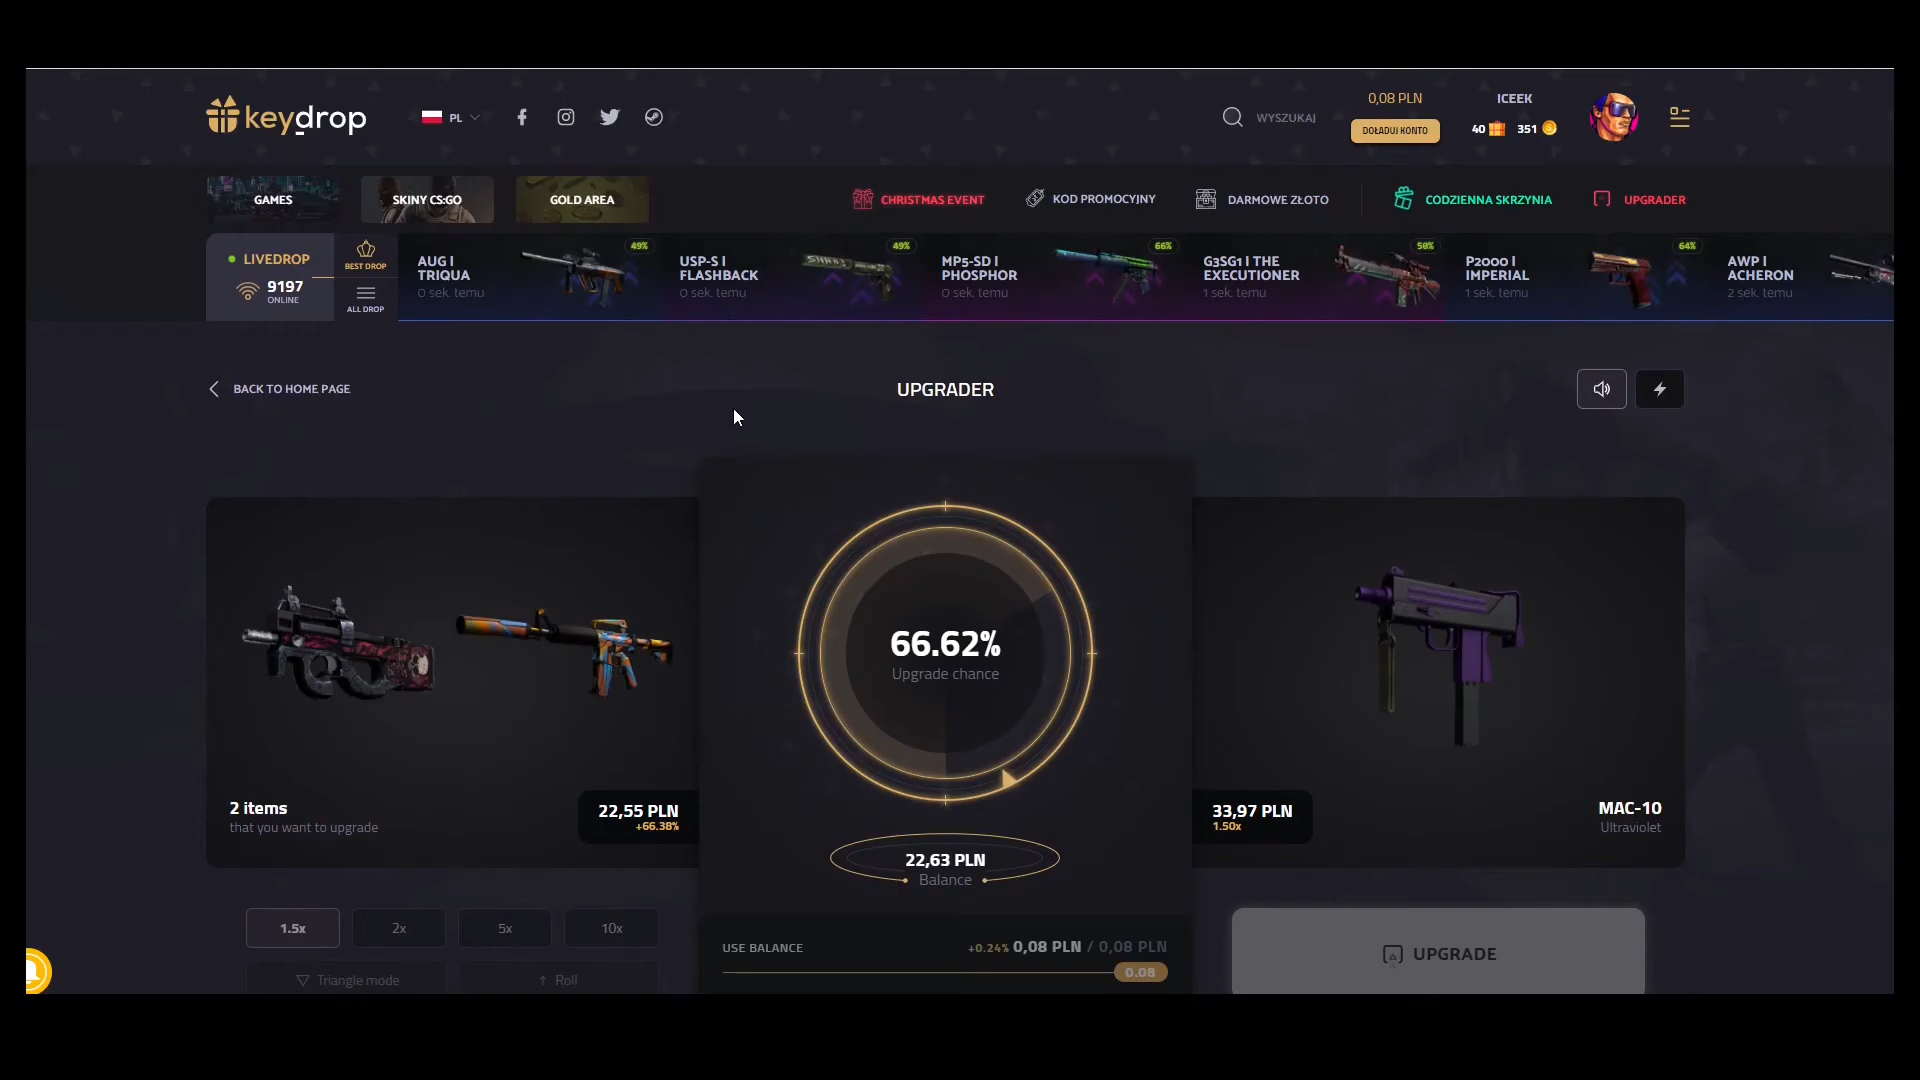 keydrop
PL
WYSZUKAJ
0,08 PLN
DOŁADUJ KONTO
ICEEK
40
351
GAMES
SKINY CS:GO
GOLD AREA
CHRISTMAS EVENT
KOD PROMOCYJNY
DARMOWE ZŁOTO
CODZIENNA SKRZYNIA
UPGRADER
LIVEDROP
9197
ONLINE
BEST DROP
ALL DROP
AUG |
TRIQUA
0 sek. temu
49%
USP-S |
FLASHBACK
0 sek. temu
49%
MP5-SD |
PHOSPHOR
0 sek. temu
66%
G3SG1 | THE
EXECUTIONER
1 sek. temu
50%
P2000 |
IMPERIAL
1 sek. temu
64%
AWP |
ACHERON
2 sek. temu
BACK TO HOME PAGE
UPGRADER
66.62%
Upgrade chance
2 items
that you want to upgrade
22,55 PLN
+66.38%
33,97 PLN
1.50x
MAC-10
Ultraviolet
22,63 PLN
Balance
1.5x
2x
5x
10x
Triangle mode
Roll
USE BALANCE
+0.24% 0,08 PLN / 0,08 PLN
0.08
UPGRADE